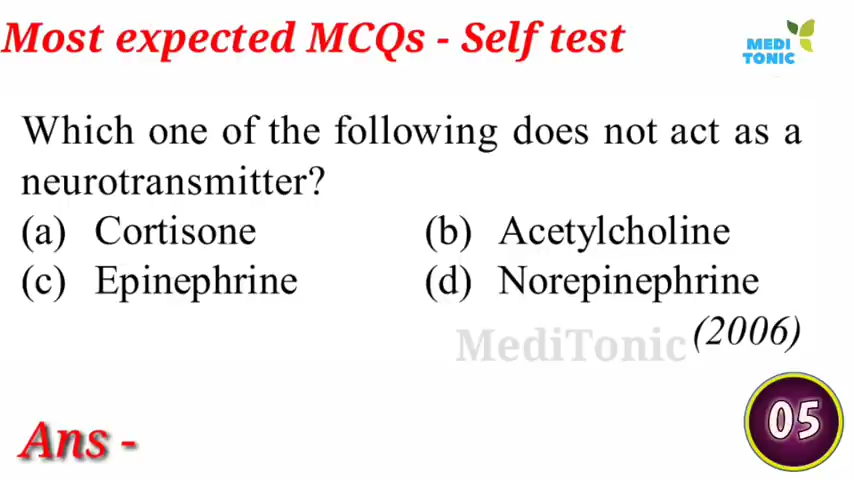 Most expected MCQs - Self test
MEDI
TONIC
Which one of the following does not act as a
neurotransmitter?
(a) Cortisone (b) Acetylcholine
(c) Epinephrine (d) Norepinephrine
(2006)
MediTonic
05
Ans -